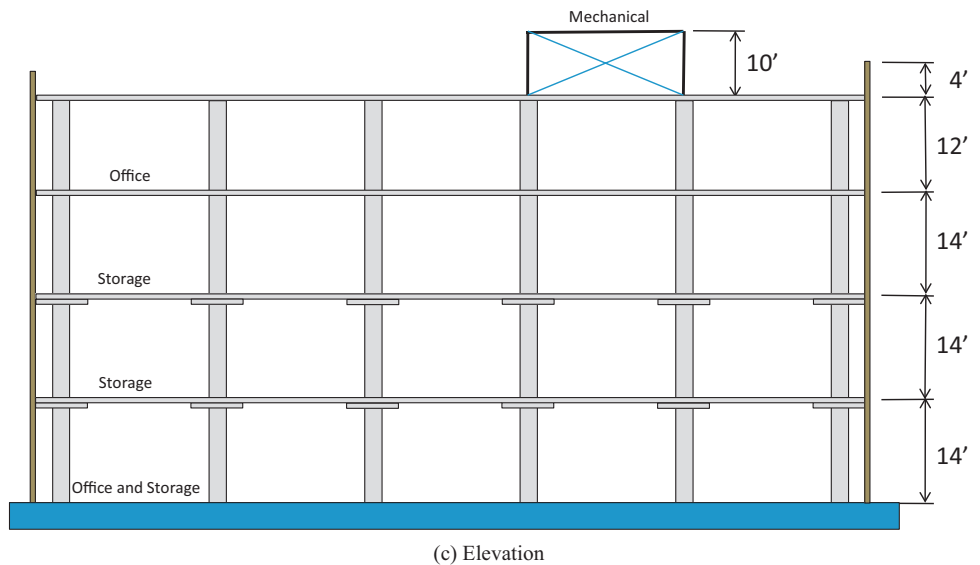 Mechanical
10’
4’
12’
Office
14’
Storage
14’
Storage
14’
Office and Storage
(c) Elevation